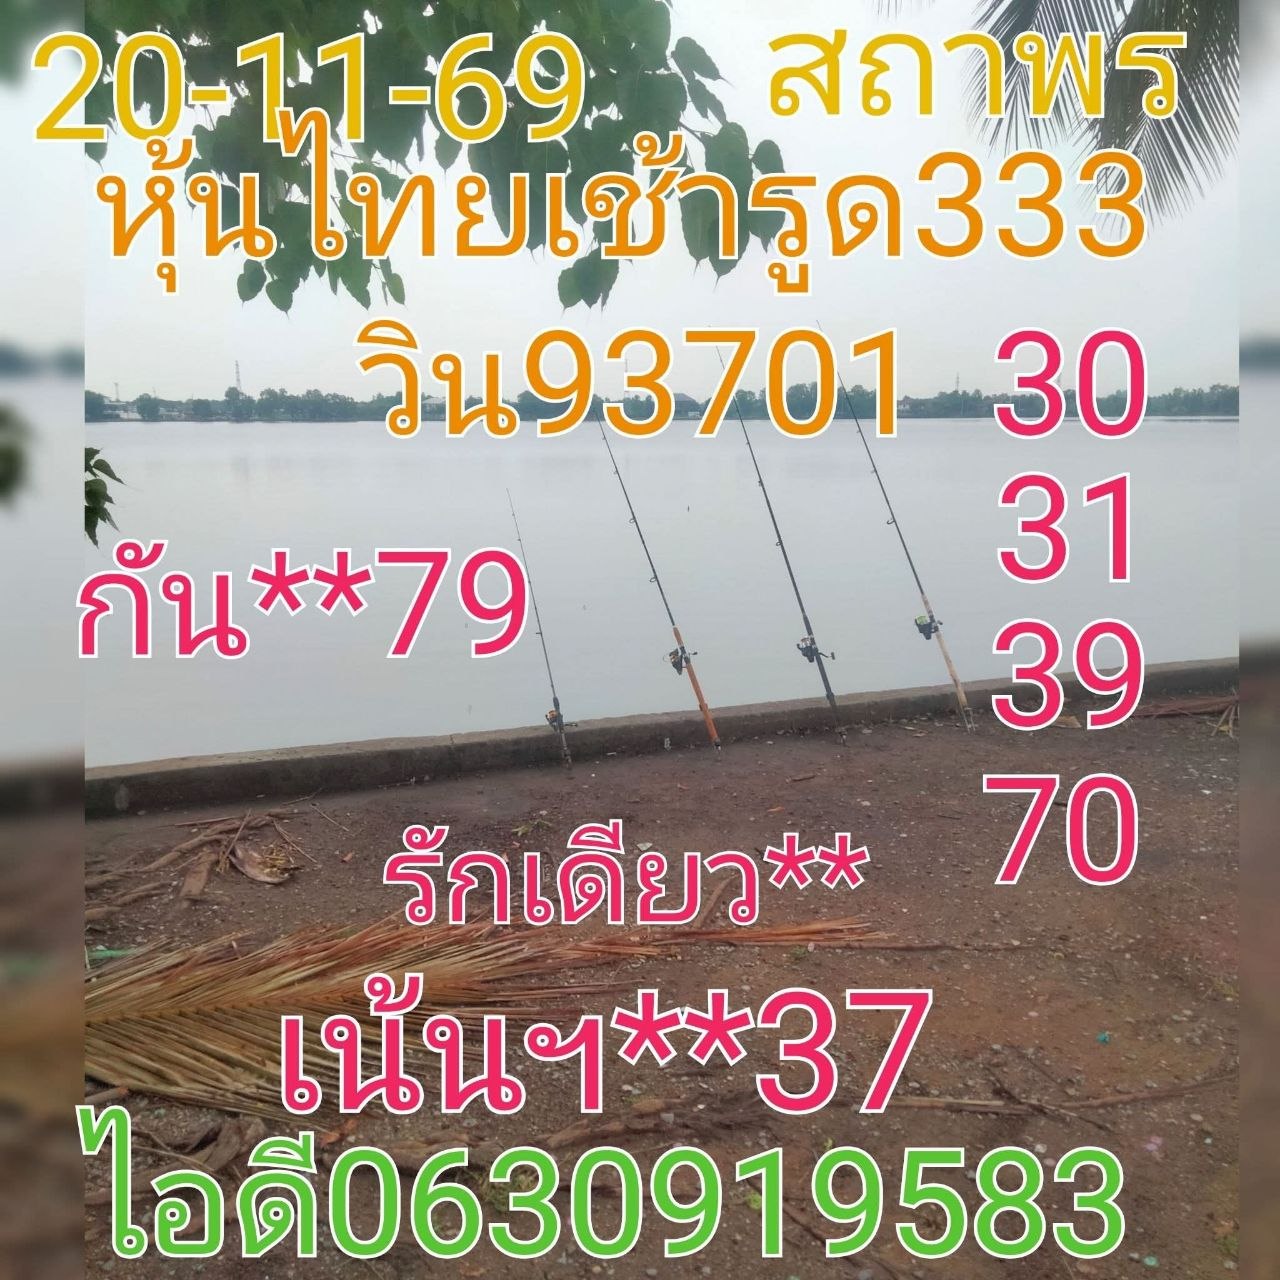 20-11-69 สถาพร
หุ้นไทยเช้ารูด333
วิน93701 30
31
กัน**79
39
70
รักเดียว**
เน้นฯ**37
ไอดี0630919583